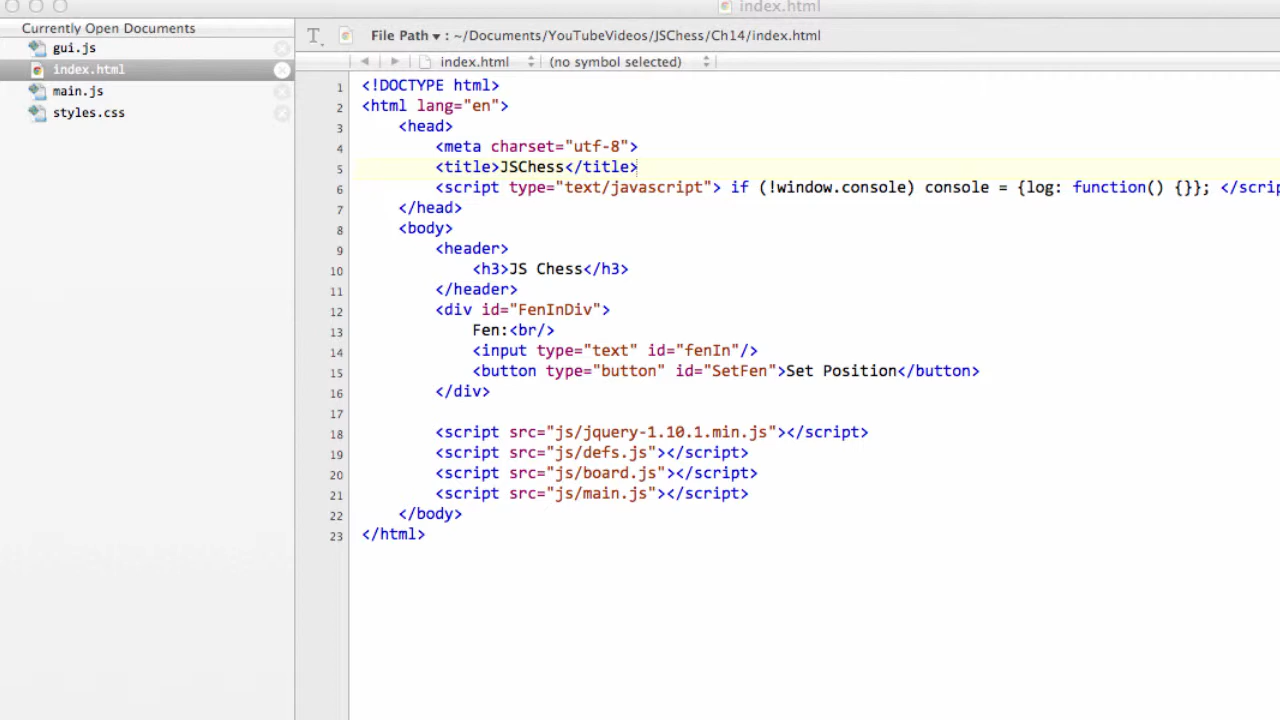 index.html
Currently Open Documents
gui.js
index.html
main.js
styles.css
File Path ▾ : ~/Documents/YouTubeVideos/JSChess/Ch14/index.html
index.html (no symbol selected)
1 <!DOCTYPE html>
2 <html lang="en">
3 <head>
4 <meta charset="utf-8">
5 <title>JSChess</title>
6 <script type="text/javascript"> if (!window.console) console = {log: function() {}}; </scrip
7 </head>
8 <body>
9 <header>
10 <h3>JS Chess</h3>
11 </header>
12 <div id="FenInDiv">
13 Fen:<br/>
14 <input type="text" id="fenIn"/>
15 <button type="button" id="SetFen">Set Position</button>
16 </div>
17
18 <script src="js/jquery-1.10.1.min.js"></script>
19 <script src="js/defs.js"></script>
20 <script src="js/board.js"></script>
21 <script src="js/main.js"></script>
22 </body>
23 </html>